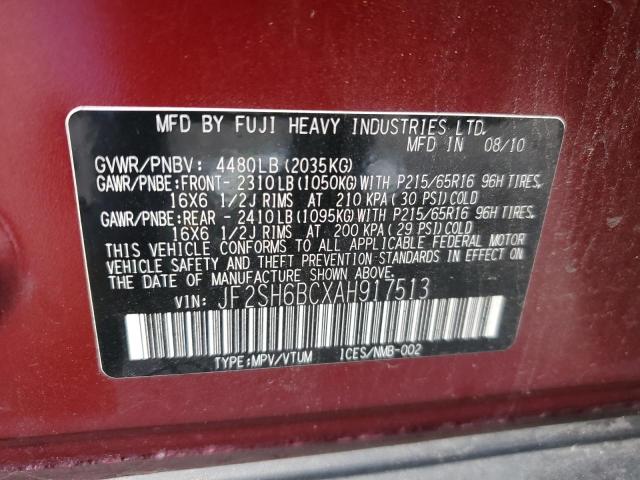 MFD BY FUJI HEAVY INDUSTRIES LTD.
MFD IN 08/10
GVWR/PNBV: 4480LB (2035KG)
GAWR/PNBE:FRONT- 2310LB(1050KG)WITH P215/65R16 96H TIRES,
16X6 1/2J RIMS AT 210 KPA(30 PSI)COLD
GAWR/PNBE:REAR - 2410LB(1095KG)WITH P215/65R16 96H TIRES,
16X6 1/2J RIMS AT 200 KPA(29 PSI)COLD
THIS VEHICLE CONFORMS TO ALL APPLICABLE FEDERAL MOTOR
VEHICLE SAFETY AND THEFT PREVENTION STANDARDS IN EFFECT ON
THE DATE OF MANUFACTURE SHOWN ABOVE.
VIN: JF2SH6BCXAH917513
TYPE:MPV/VTUM ICES/NMB-002